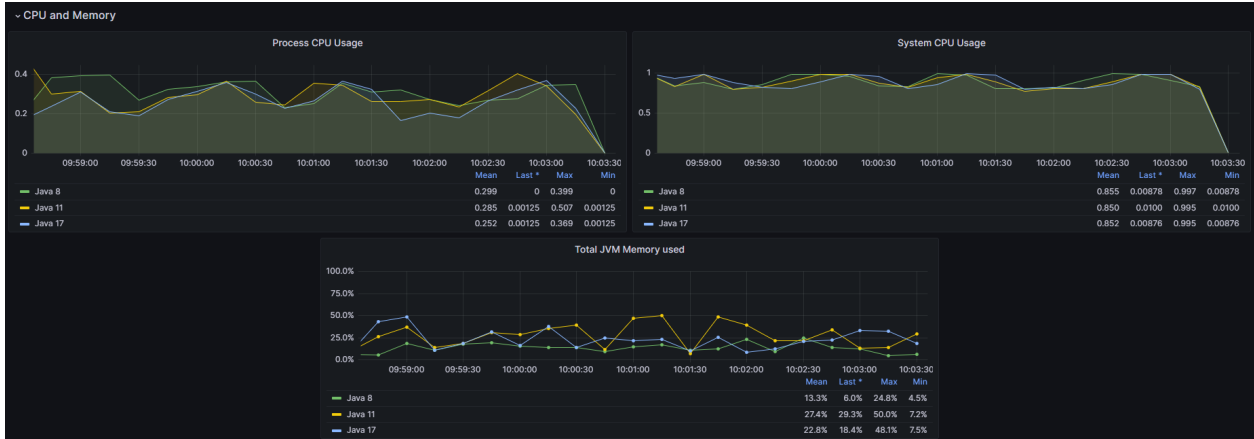 CPU and Memory
Process CPU Usage
0.4
0.2
0
09:59:00 09:59:30 10:00:00 10:00:30 10:01:00 10:01:30 10:02:00 10:02:30 10:03:00 10:03:30
Mean Last * Max Min
Java 8 0.299 0 0.399 0
Java 11 0.285 0.00125 0.507 0.00125
Java 17 0.252 0.00125 0.369 0.00125
System CPU Usage
1
0.5
0
09:59:00 09:59:30 10:00:00 10:00:30 10:01:00 10:01:30 10:02:00 10:02:30 10:03:00 10:03:30
Mean Last * Max Min
Java 8 0.855 0.00878 0.997 0.00878
Java 11 0.850 0.0100 0.995 0.0100
Java 17 0.852 0.00876 0.995 0.00876
Total JVM Memory used
100.0%
75.0%
50.0%
25.0%
0.0%
09:59:00 09:59:30 10:00:00 10:00:30 10:01:00 10:01:30 10:02:00 10:02:30 10:03:00 10:03:30
Mean Last * Max Min
Java 8 13.3% 6.0% 24.8% 4.5%
Java 11 27.4% 29.3% 50.0% 7.2%
Java 17 22.8% 18.4% 48.1% 7.5%